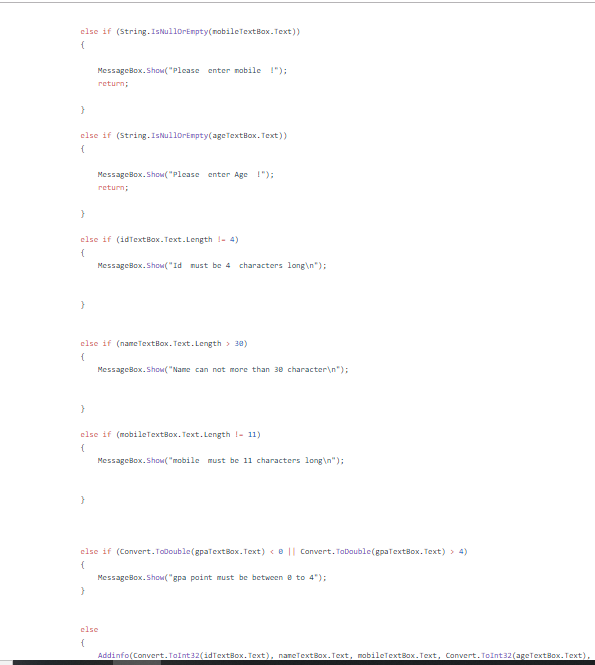 else if (String.IsNullOrEmpty(mobileTextBox.Text))
{
MessageBox.Show("Please  enter mobile  !");
return;
}
else if (String.IsNullOrEmpty(ageTextBox.Text))
{
MessageBox.Show("Please  enter Age  !");
return;
}
else if (idTextBox.Text.Length != 4)
{
MessageBox.Show("Id  must be 4  characters long\n");
}
else if (nameTextBox.Text.Length > 30)
{
MessageBox.Show("Name can not more than 30 character\n");
}
else if (mobileTextBox.Text.Length != 11)
{
MessageBox.Show("mobile  must be 11 characters long\n");
}
else if (Convert.ToDouble(gpaTextBox.Text) < 0 || Convert.ToDouble(gpaTextBox.Text) > 4)
{
MessageBox.Show("gpa point must be between 0 to 4");
}
else
{
Addinfo(Convert.ToInt32(idTextBox.Text), nameTextBox.Text, mobileTextBox.Text, Convert.ToInt32(ageTextBox.Text),